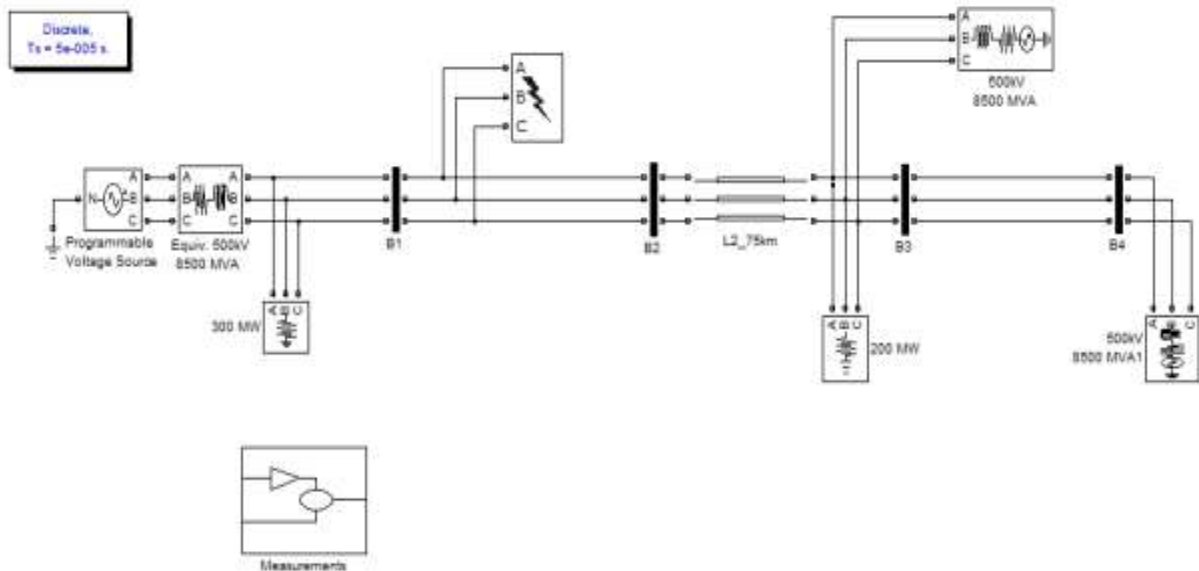 Discrete,
Ts = 5e-005 s.
A
B
C
500kV
8500 MVA
A
B
C
N
A
B
C
A
B
C
A
B
C
Programmable
Voltage Source
Equiv. 500kV
8500 MVA
B1
B2
L2_75km
B3
B4
A B C
300 MW
A B C
200 MW
A B C
500kV
8500 MVA1
Measurements